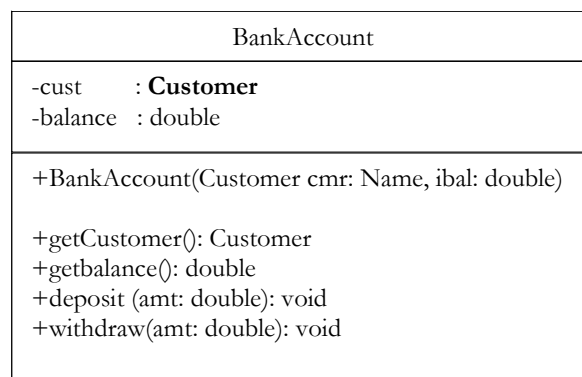 BankAccount
-cust : Customer
-balance : double
+BankAccount(Customer cmr: Name, ibal: double)
+getCustomer(): Customer
+getbalance(): double
+deposit (amt: double): void
+withdraw(amt: double): void